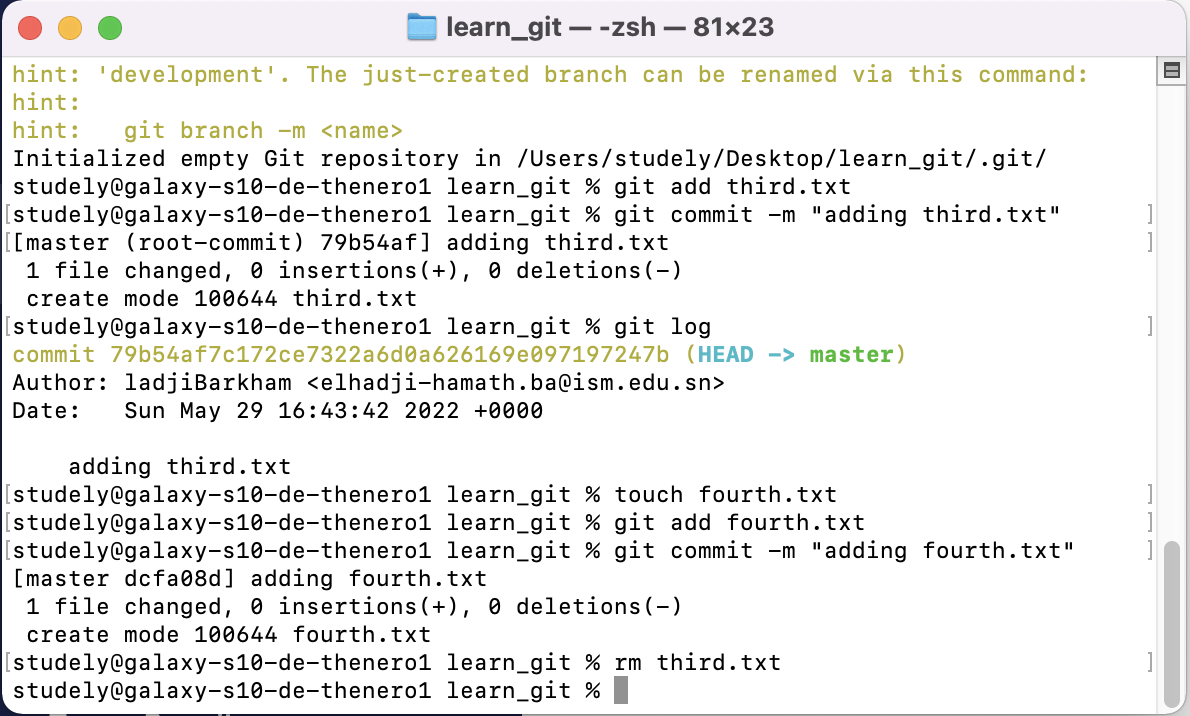 learn_git — -zsh — 81×23
hint: 'development'. The just-created branch can be renamed via this command:
hint:
hint:   git branch -m <name>
Initialized empty Git repository in /Users/studely/Desktop/learn_git/.git/
studely@galaxy-s10-de-thenero1 learn_git % git add third.txt
[studely@galaxy-s10-de-thenero1 learn_git % git commit -m "adding third.txt"     ]
[[master (root-commit) 79b54af] adding third.txt     ]
 1 file changed, 0 insertions(+), 0 deletions(-)
 create mode 100644 third.txt
[studely@galaxy-s10-de-thenero1 learn_git % git log     ]
commit 79b54af7c172ce7322a6d0a626169e097197247b (HEAD -> master)
Author: ladjiBarkham <elhadji-hamath.ba@ism.edu.sn>
Date:   Sun May 29 16:43:42 2022 +0000

    adding third.txt
[studely@galaxy-s10-de-thenero1 learn_git % touch fourth.txt     ]
[studely@galaxy-s10-de-thenero1 learn_git % git add fourth.txt     ]
[studely@galaxy-s10-de-thenero1 learn_git % git commit -m "adding fourth.txt"     ]
[master dcfa08d] adding fourth.txt
 1 file changed, 0 insertions(+), 0 deletions(-)
 create mode 100644 fourth.txt
[studely@galaxy-s10-de-thenero1 learn_git % rm third.txt     ]
studely@galaxy-s10-de-thenero1 learn_git %